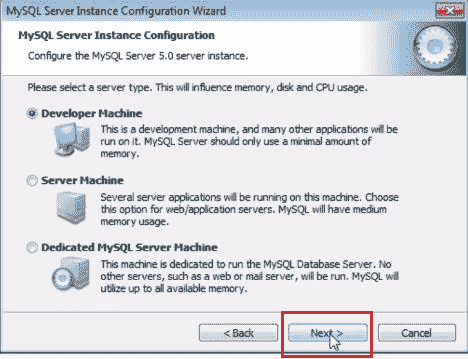 MySQL Server Instance Configuration Wizard
MySQL Server Instance Configuration
Configure the MySQL Server 5.0 server instance.
Please select a server type. This will influence memory, disk and CPU usage.
Developer Machine
This is a development machine, and many other applications will be
run on it. MySQL Server should only use a minimal amount of
memory.
Server Machine
Several server applications will be running on this machine. Choose
this option for web/application servers. MySQL will have medium
memory usage.
Dedicated MySQL Server Machine
This machine is dedicated to run the MySQL Database Server. No
other servers, such as a web or mail server, will be run. MySQL will
utilize up to all available memory.
< Back
Next >
Cancel